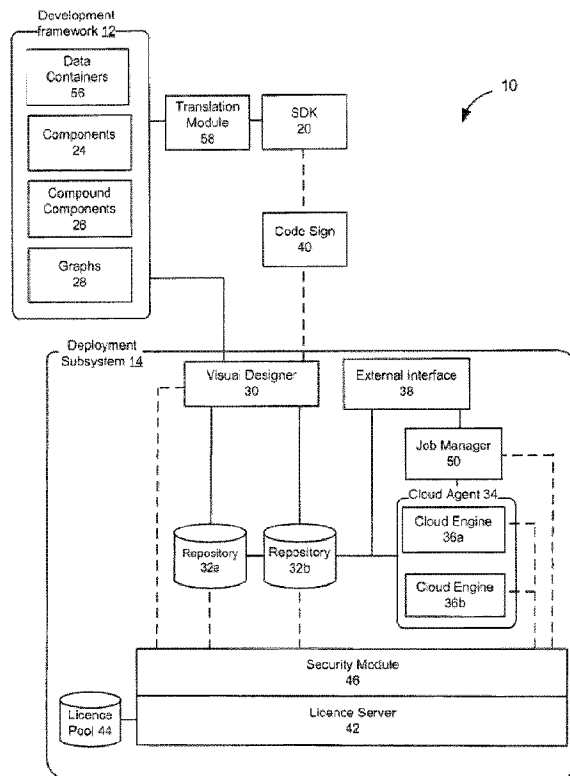 Development
framework 12
Data
Containers
56
Components
24
Compound
Components
26
Graphs
28
Translation
Module
58
SDK
20
10
Code Sign
40
Deployment
Subsystem 14
Visual Designer
30
External Interface
38
Job Manager
50
Cloud Agent 34
Cloud Engine
36a
Cloud Engine
36b
Repository
32a
Repository
32b
Security Module
46
Licence Server
42
Licence
Pool 44